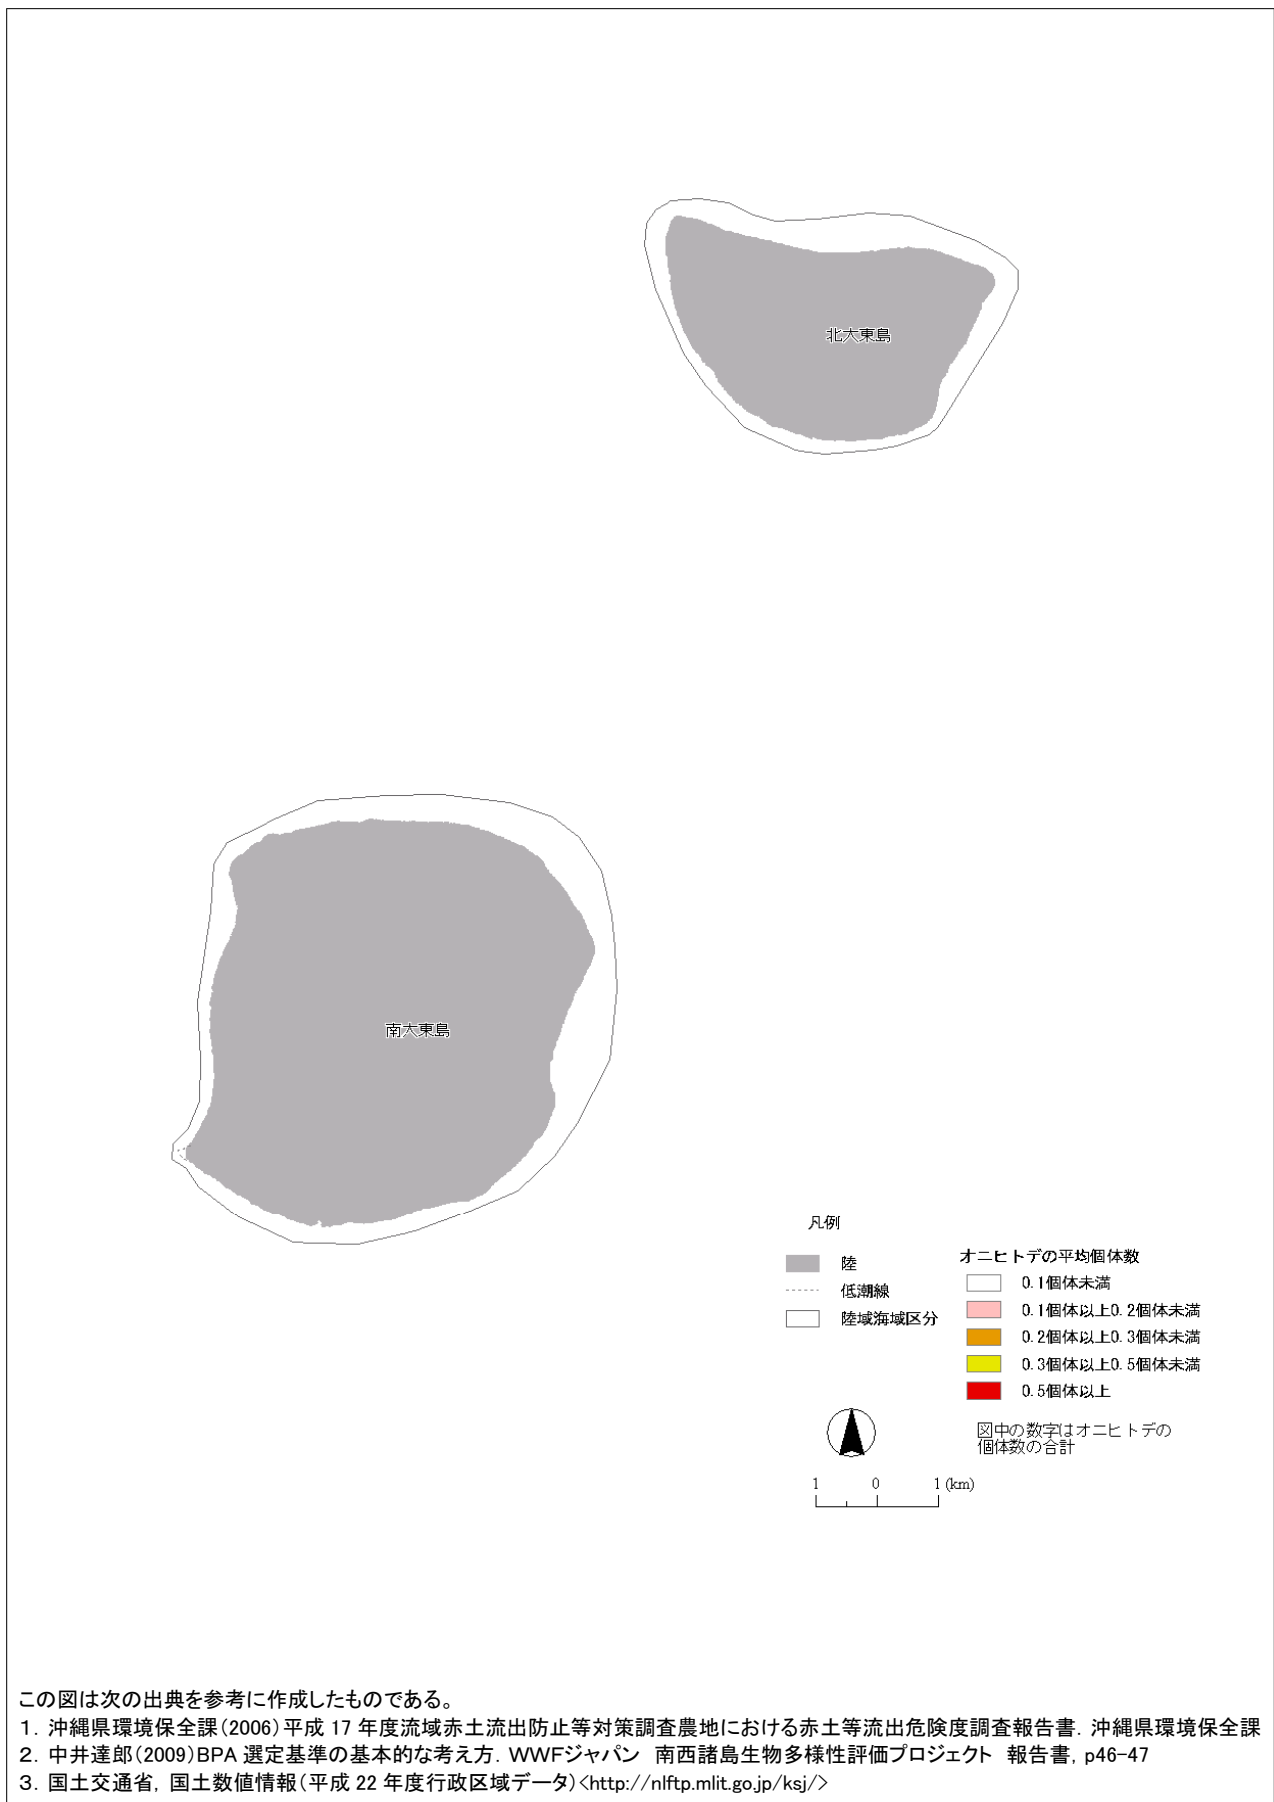 北大東島
南大東島
凡例
陸
低潮線
陸域海域区分
オニヒトデの平均個体数
0.1個体未満
0.1個体以上0.2個体未満
0.2個体以上0.3個体未満
0.3個体以上0.5個体未満
0.5個体以上
図中の数字はオニヒトデの
個体数の合計
1 0 1 (km)
この図は次の出典を参考に作成したものである。
1. 沖縄県環境保全課(2006)平成 17 年度流域赤土流出防止等対策調査農地における赤土等流出危険度調査報告書. 沖縄県環境保全課
2. 中井達郎(2009)BPA 選定基準の基本的な考え方. WWFジャパン 南西諸島生物多様性評価プロジェクト 報告書, p46-47
3. 国土交通省, 国土数値情報(平成 22 年度行政区域データ)<http://nlftp.mlit.go.jp/ksj/>